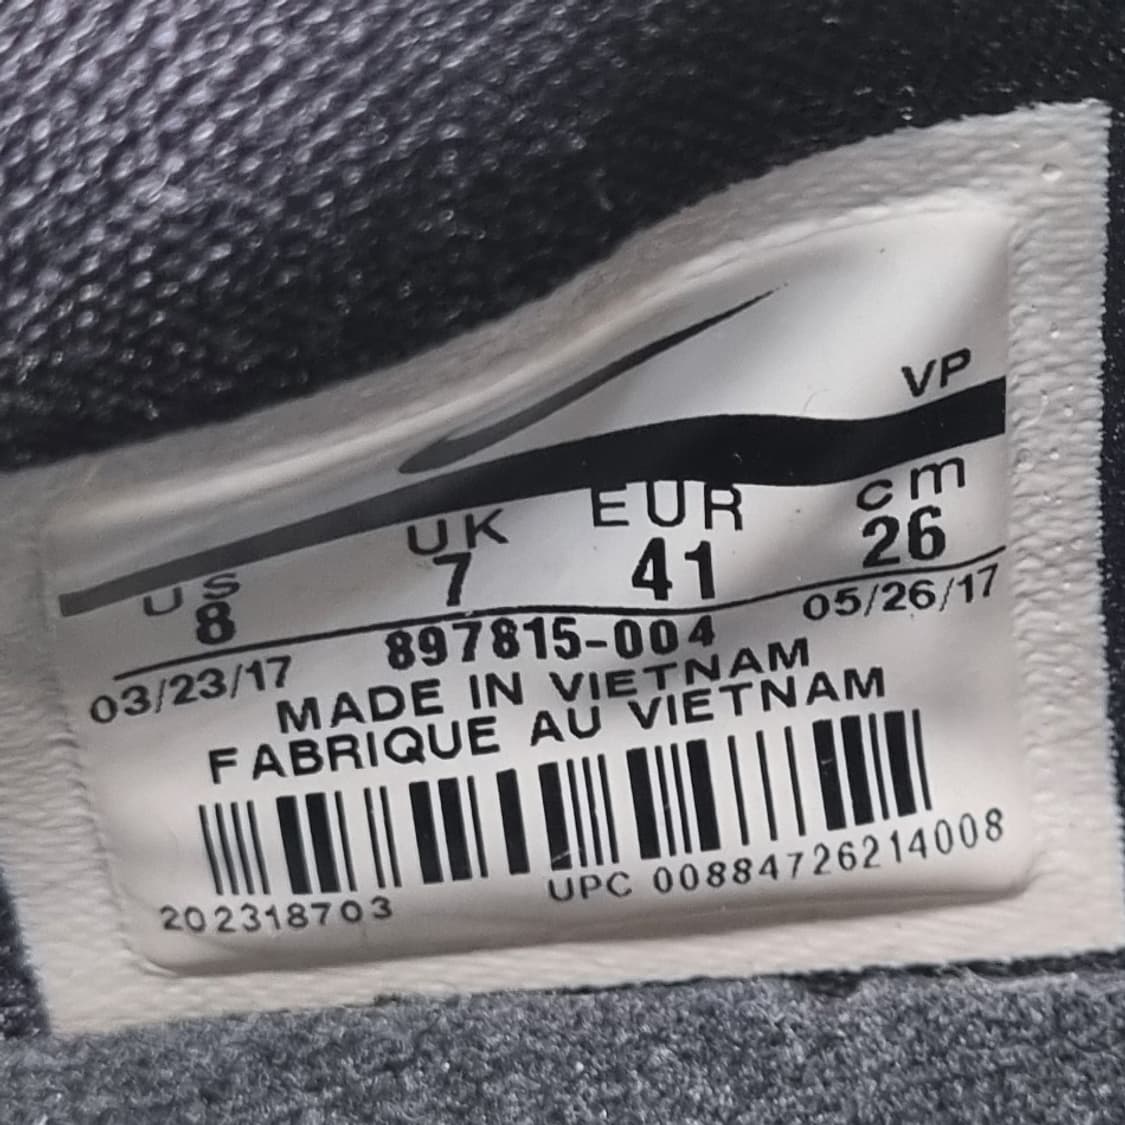 VP
US UK EUR cm
8 7 41 26
03/23/17 897815-004 05/26/17
MADE IN VIETNAM
FABRIQUE AU VIETNAM
202318703 UPC 00884726214008